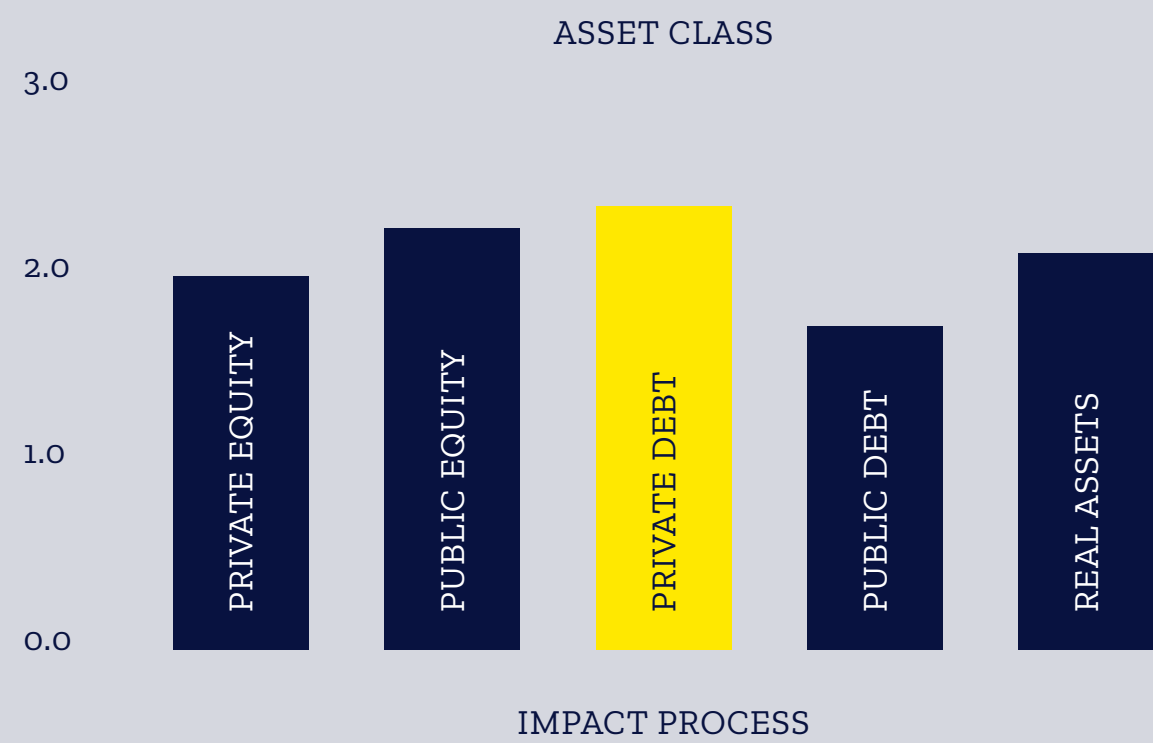 ASSET CLASS
3.0
2.0
1.0
0.0
PRIVATE EQUITY
PUBLIC EQUITY
PRIVATE DEBT
PUBLIC DEBT
REAL ASSETS
IMPACT PROCESS